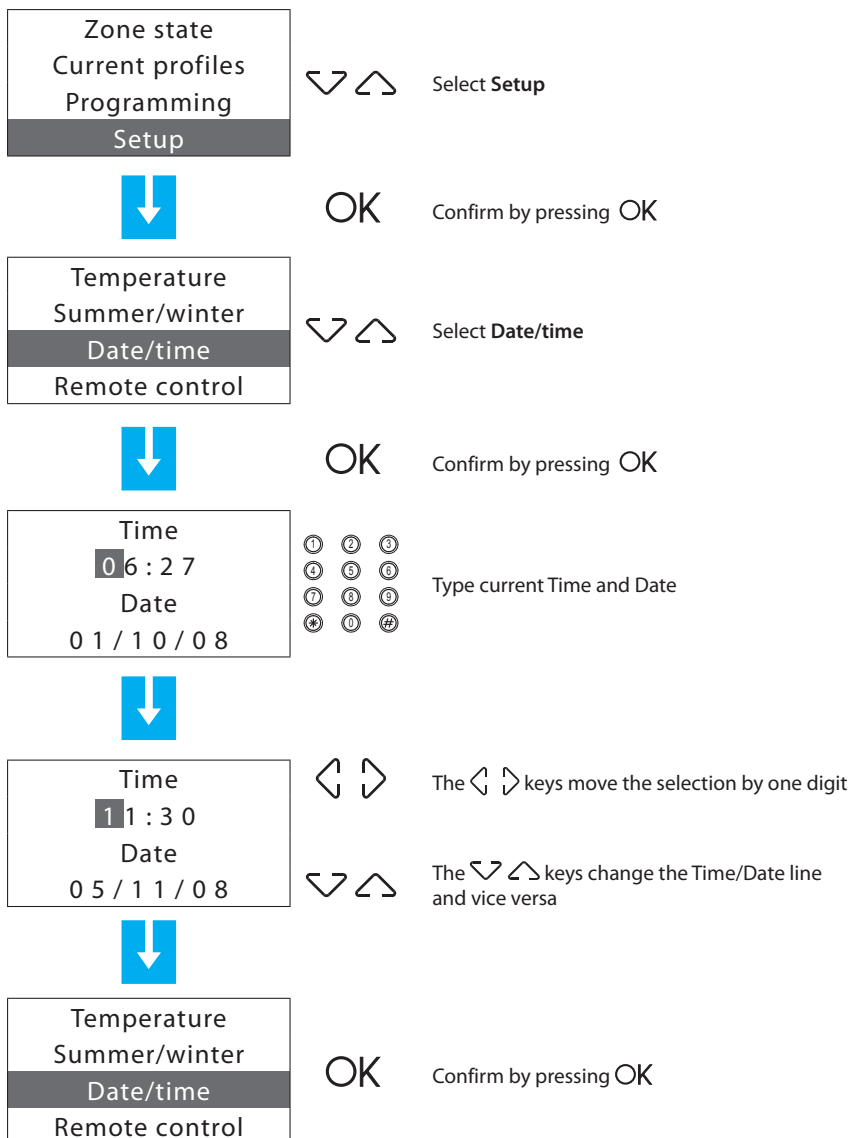 Zone state
Current profiles
Programming
Setup
Select Setup
OK
Confirm by pressing OK
Temperature
Summer/winter
Date/time
Remote control
Select Date/time
OK
Confirm by pressing OK
Time
06:27
Date
01/10/08
1 2 3
4 5 6
7 8 9
* 0 #
Type current Time and Date
Time
11:30
Date
05/11/08
The keys move the selection by one digit
The keys change the Time/Date line
and vice versa
Temperature
Summer/winter
Date/time
Remote control
OK
Confirm by pressing OK